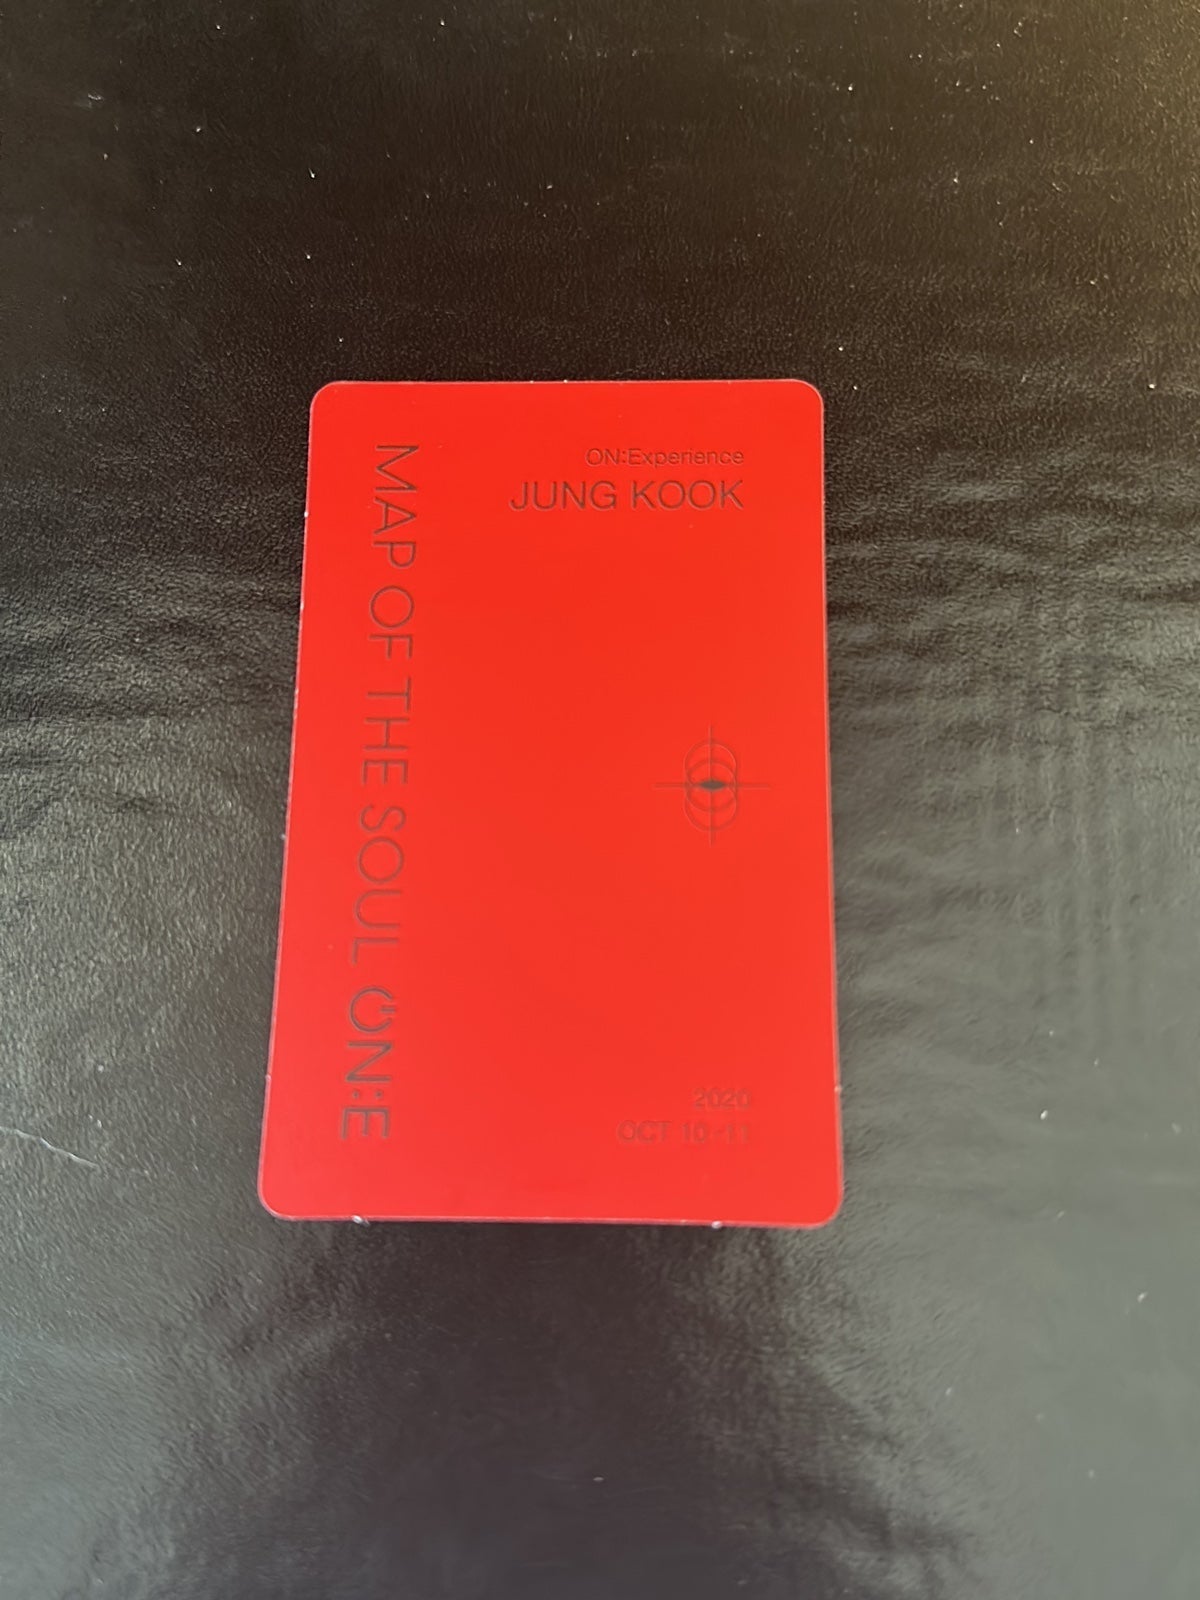 ON:Experience
JUNG KOOK
MAP OF THE SOUL ON:E
2020
OCT 10-11